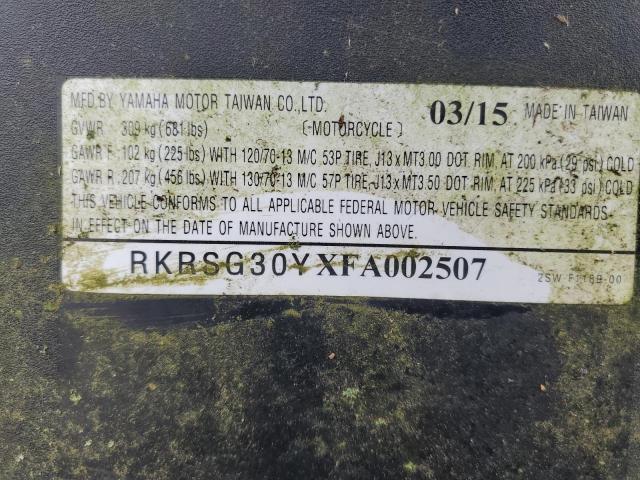 MFD.BY YAMAHA MOTOR TAIWAN CO.,LTD. 03/15 MADE IN TAIWAN
GVWR 309 kg (681 lbs) (-MOTORCYCLE)
GAWR F 102 kg (225 lbs) WITH 120/70-13 M/C 53P TIRE, J13 x MT3.00 DOT RIM, AT 200 kPa (29 psi) COLD
GAWR R 207 kg (456 lbs) WITH 130/70-13 M/C 57P TIRE, J13 x MT3.50 DOT RIM, AT 225 kPa (33 psi) COLD
THIS VEHICLE CONFORMS TO ALL APPLICABLE FEDERAL MOTOR VEHICLE SAFETY STANDARDS
IN EFFECT ON THE DATE OF MANUFACTURE SHOWN ABOVE.
RKRSG30YXFA002507 2SW-F118B-00